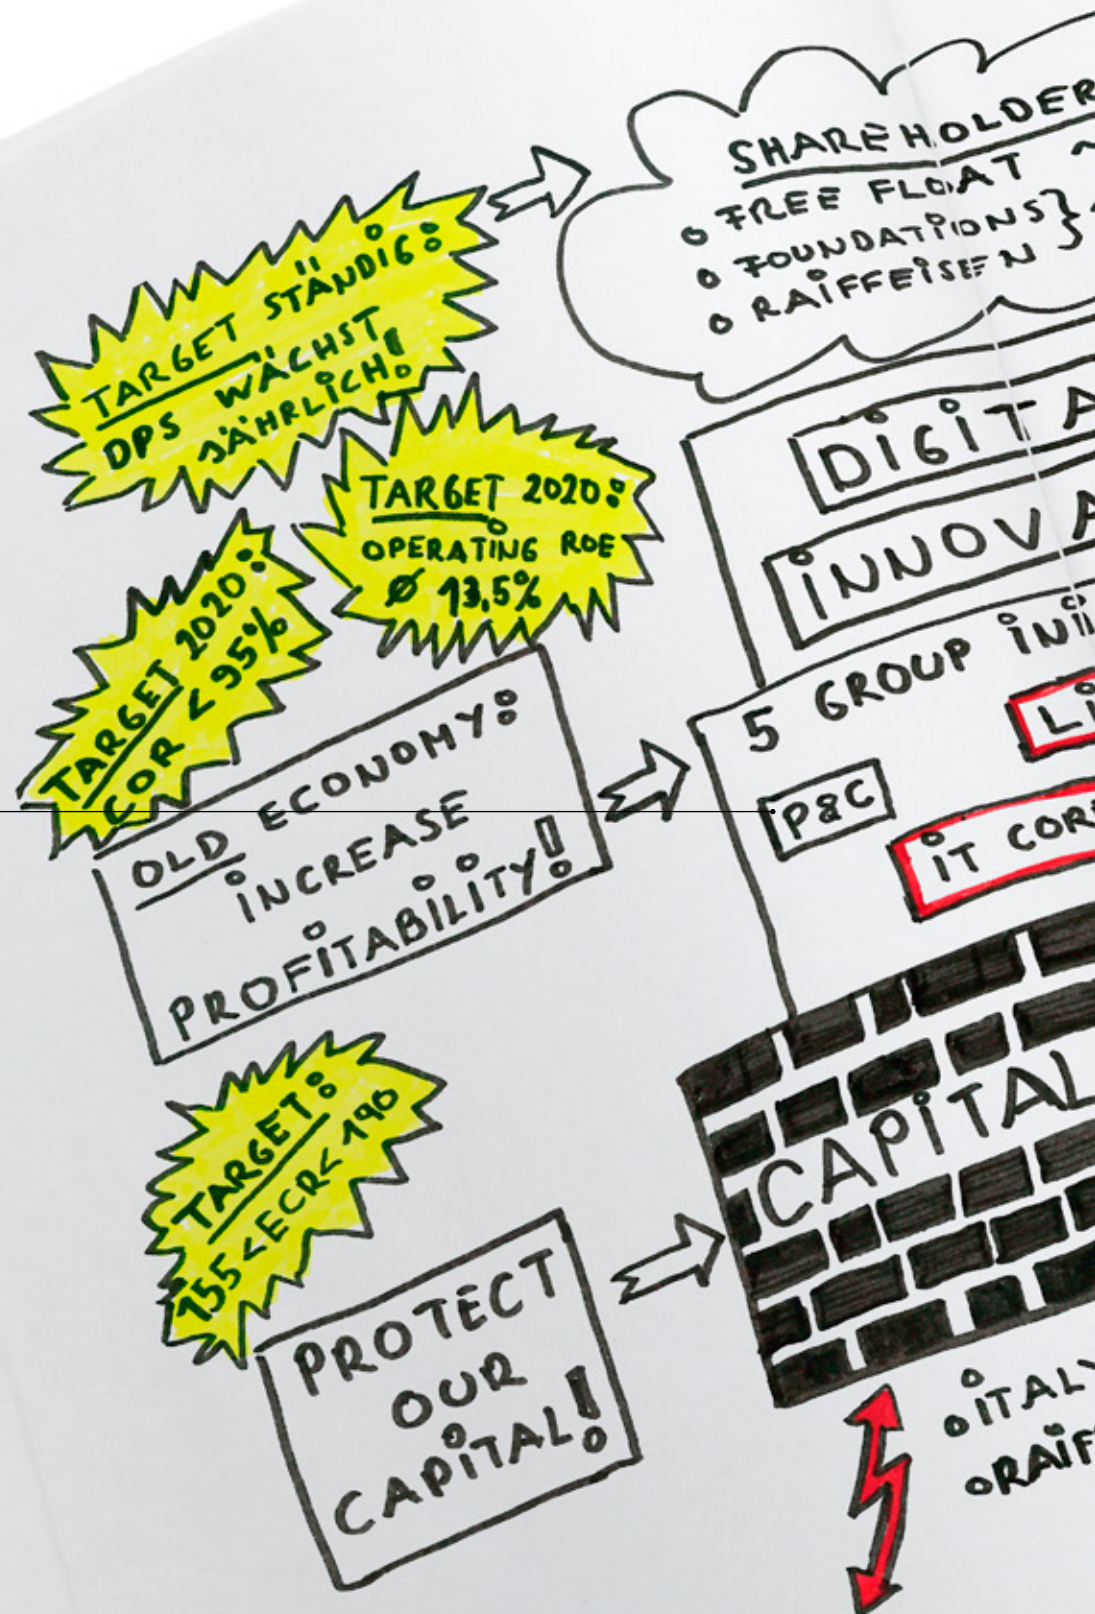 SHAREHOLDER
FREE FLOAT ~
FOUNDATIONS
RAIFFEISEN
TARGET STÄNDIG:
DPS WÄCHST
JÄHRLICH!
TARGET 2020:
OPERATING ROE
Ø 13,5%
TARGET 2020:
COR < 95%
DIGITA
INNOVA
5 GROUP INI
LI
P&C
IT COR
OLD ECONOMY:
INCREASE
PROFITABILITY!
TARGET:
155<ECR<190
CAPITAL
PROTECT
OUR
CAPITAL!
ITALY
RAIF